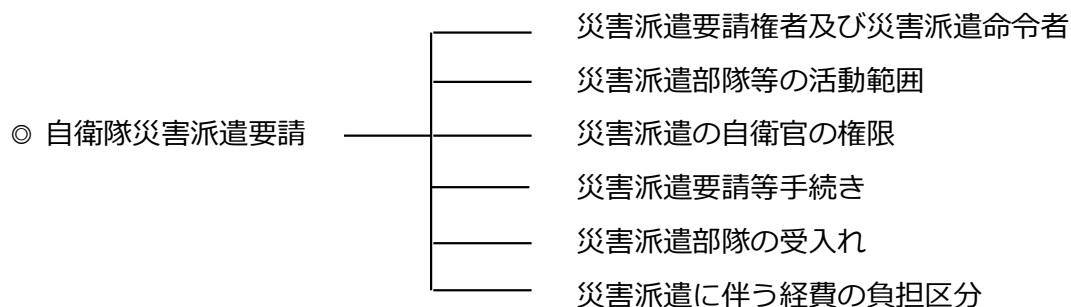 ◎ 自衛隊災害派遣要請
災害派遣要請権者及び災害派遣命令者
災害派遣部隊等の活動範囲
災害派遣の自衛官の権限
災害派遣要請等手続き
災害派遣部隊の受入れ
災害派遣に伴う経費の負担区分